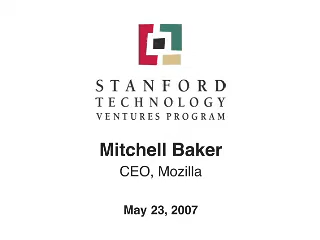 STANFORD
TECHNOLOGY
VENTURES PROGRAM
Mitchell Baker
CEO, Mozilla
May 23, 2007